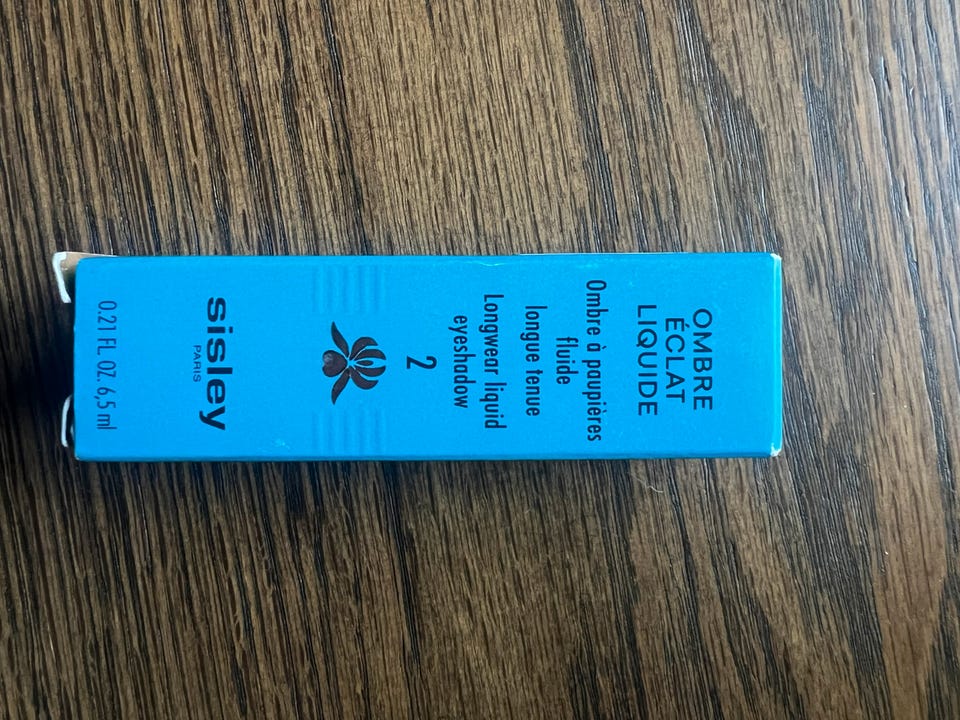 OMBRE
ÉCLAT
LIQUIDE
Ombre à paupières
fluide
longue tenue
Longwear liquid
eyeshadow
2
sisley
PARIS
0.21 FL OZ. 6,5 ml